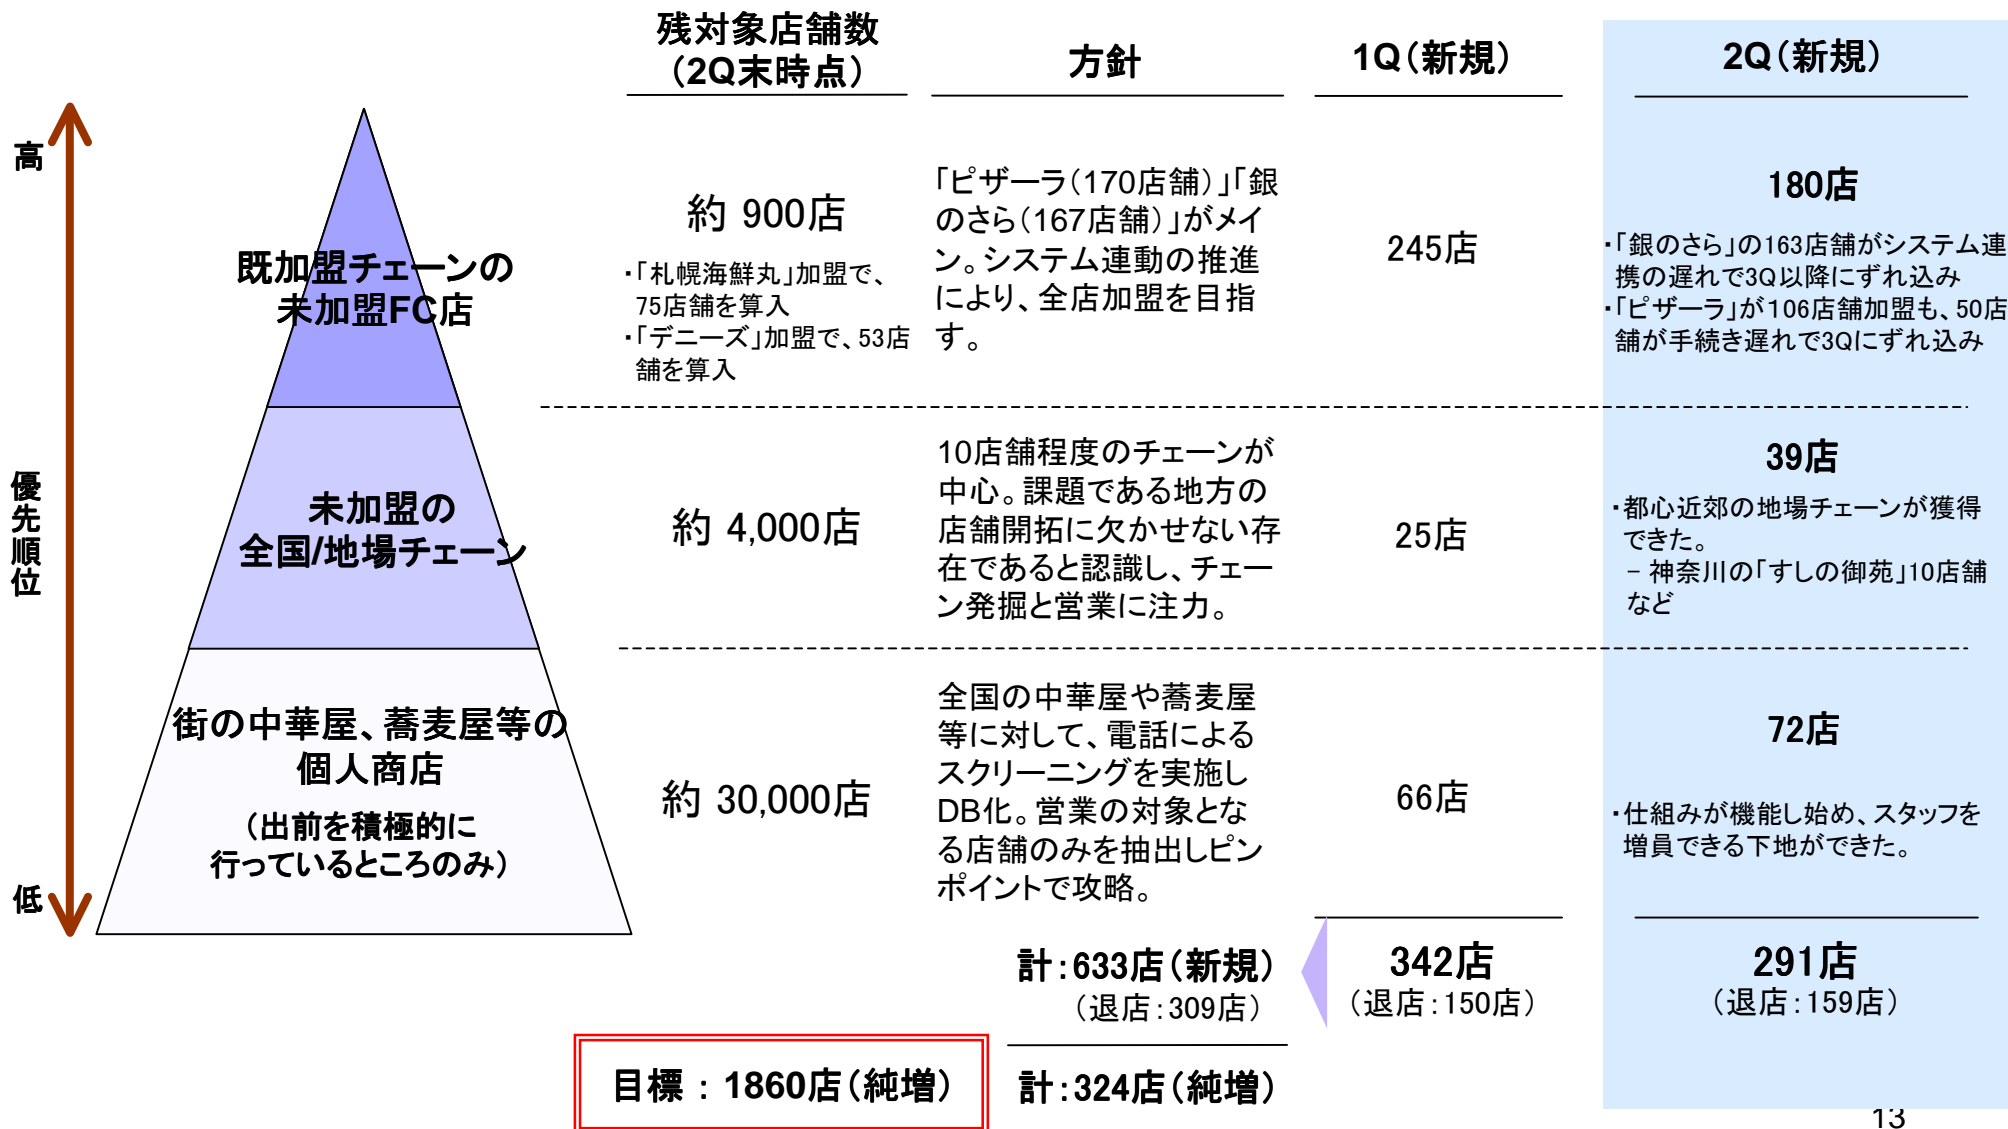 残対象店舗数
（2Q末時点）
方針
1Q（新規）
2Q（新規）
高
優先順位
低
既加盟チェーンの
未加盟FC店
約 900店
・「札幌海鮮丸」加盟で、
75店舗を算入
・「デニーズ」加盟で、53店
舗を算入
「ピザーラ（170店舗）」「銀
のさら（167店舗）」がメイ
ン。システム連動の推進
により、全店加盟を目指
す。
245店
180店
・「銀のさら」の163店舗がシステム連
携の遅れで3Q以降にずれ込み
・「ピザーラ」が106店舗加盟も、50店
舗が手続き遅れで3Qにずれ込み
未加盟の
全国/地場チェーン
約 4,000店
10店舗程度のチェーンが
中心。課題である地方の
店舗開拓に欠かせない存
在であると認識し、チェー
ン発掘と営業に注力。
25店
39店
・都心近郊の地場チェーンが獲得
できた。
– 神奈川の「すしの御苑」10店舗
など
街の中華屋、蕎麦屋等の
個人商店
（出前を積極的に
行っているところのみ）
約 30,000店
全国の中華屋や蕎麦屋
等に対して、電話による
スクリーニングを実施し
DB化。営業の対象とな
る店舗のみを抽出しピン
ポイントで攻略。
66店
72店
・仕組みが機能し始め、スタッフを
増員できる下地ができた。
計：633店（新規）
（退店：309店）
342店
（退店：150店）
291店
（退店：159店）
目標 ： 1860店（純増）
計：324店（純増）
13